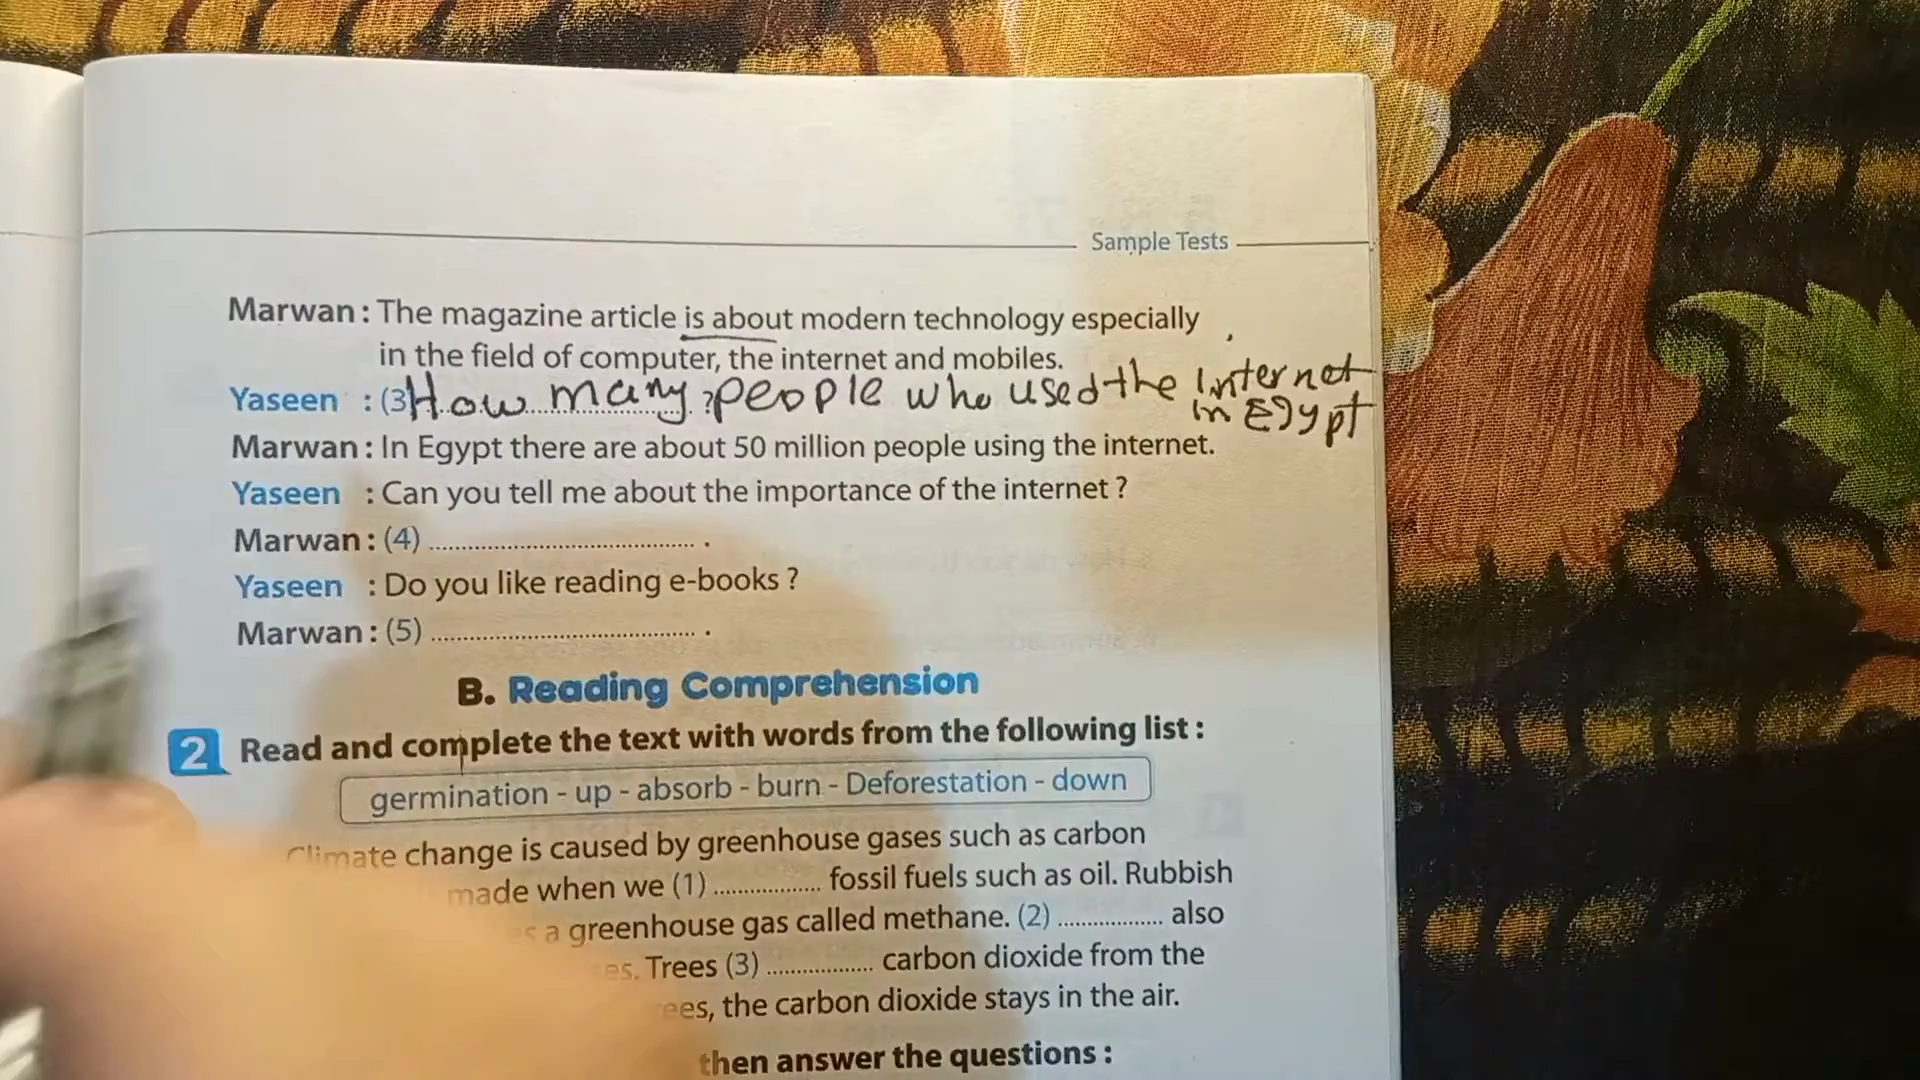 Sample Tests
Marwan : The magazine article is about modern technology especially
in the field of computer, the internet and mobiles.
Yaseen : (3) How many ? people who used the internet
in Egypt
Marwan : In Egypt there are about 50 million people using the internet.
Yaseen : Can you tell me about the importance of the internet ?
Marwan : (4) ........................................ .
Yaseen : Do you like reading e-books ?
Marwan : (5) ........................................ .
B. Reading Comprehension
2 Read and complete the text with words from the following list :
germination - up - absorb - burn - Deforestation - down
Climate change is caused by greenhouse gases such as carbon
made when we (1) ................ fossil fuels such as oil. Rubbish
a greenhouse gas called methane. (2) ................ also
Trees (3) ................ carbon dioxide from the
the carbon dioxide stays in the air.
then answer the questions :